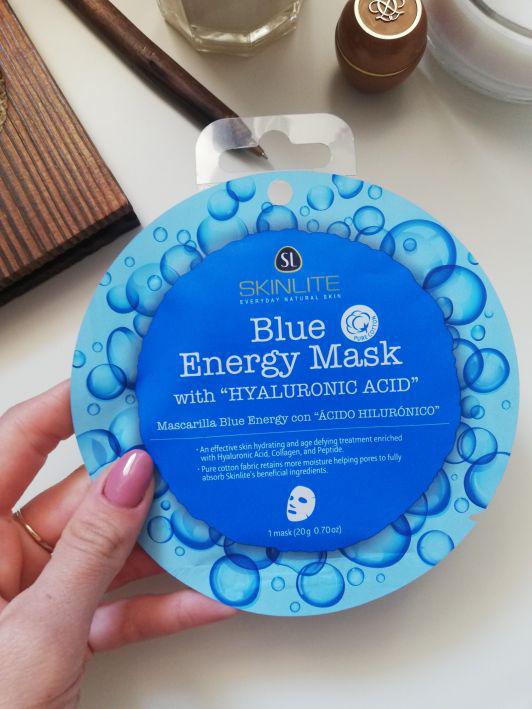 SL
SKINLITE
EVERYDAY NATURAL SKIN
PURE COTTON
Blue
Energy Mask
with “HYALURONIC ACID”
Mascarilla Blue Energy con “ÁCIDO HILURÓNICO”
• An effective skin hydrating and age defying treatment enriched
with Hyaluronic Acid, Collagen, and Peptide.
• Pure cotton fabric retains more moisture helping pores to fully
absorb Skinlite's beneficial ingredients.
1 mask (20g 0.70oz)